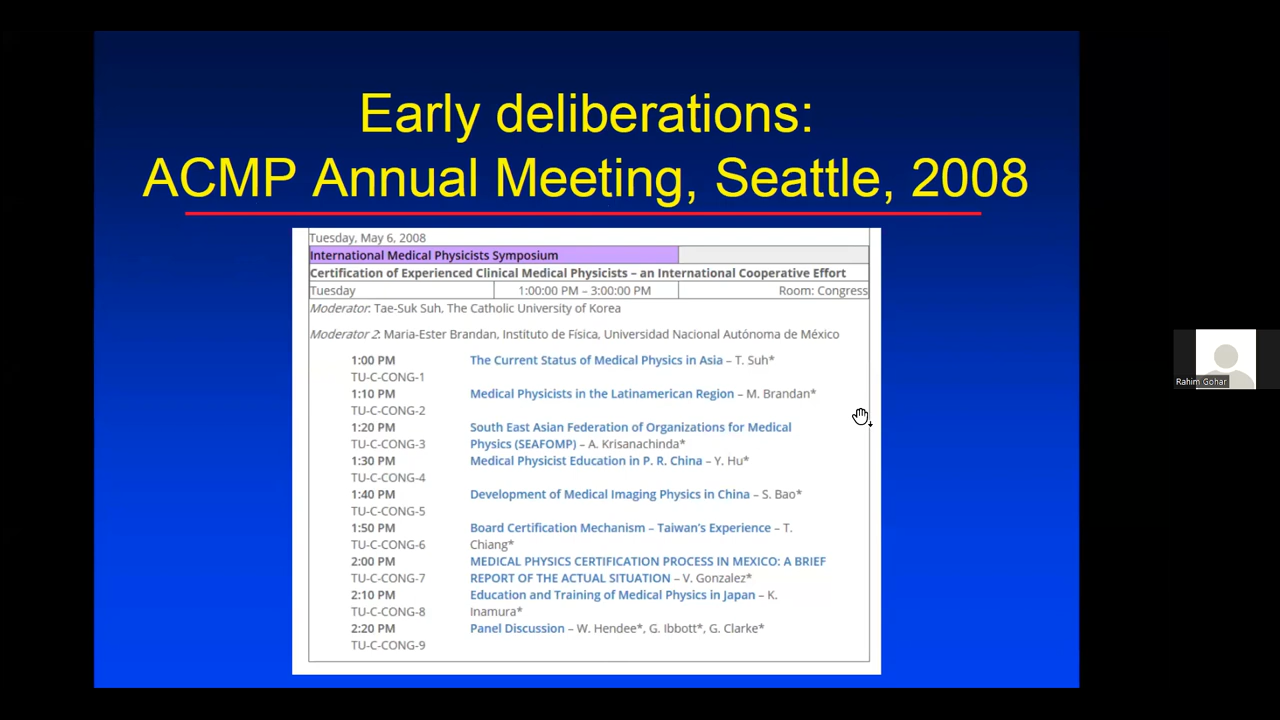 Early deliberations:
ACMP Annual Meeting, Seattle, 2008
Tuesday, May 6, 2008
International Medical Physicists Symposium
Certification of Experienced Clinical Medical Physicists – an International Cooperative Effort
Tuesday 1:00:00 PM – 3:00:00 PM Room: Congress
Moderator: Tae-Suk Suh, The Catholic University of Korea
Moderator 2: Maria-Ester Brandan, Instituto de Física, Universidad Nacional Autónoma de México
1:00 PM The Current Status of Medical Physics in Asia – T. Suh*
TU-C-CONG-1
1:10 PM Medical Physicists in the Latinamerican Region – M. Brandan*
TU-C-CONG-2
1:20 PM South East Asian Federation of Organizations for Medical
TU-C-CONG-3 Physics (SEAFOMP) – A. Krisanachinda*
1:30 PM Medical Physicist Education in P. R. China – Y. Hu*
TU-C-CONG-4
1:40 PM Development of Medical Imaging Physics in China – S. Bao*
TU-C-CONG-5
1:50 PM Board Certification Mechanism – Taiwan's Experience – T.
TU-C-CONG-6 Chiang*
2:00 PM MEDICAL PHYSICS CERTIFICATION PROCESS IN MEXICO: A BRIEF
TU-C-CONG-7 REPORT OF THE ACTUAL SITUATION – V. Gonzalez*
2:10 PM Education and Training of Medical Physics in Japan – K.
TU-C-CONG-8 Inamura*
2:20 PM Panel Discussion – W. Hendee*, G. Ibbott*, G. Clarke*
TU-C-CONG-9
Rahim Gohar